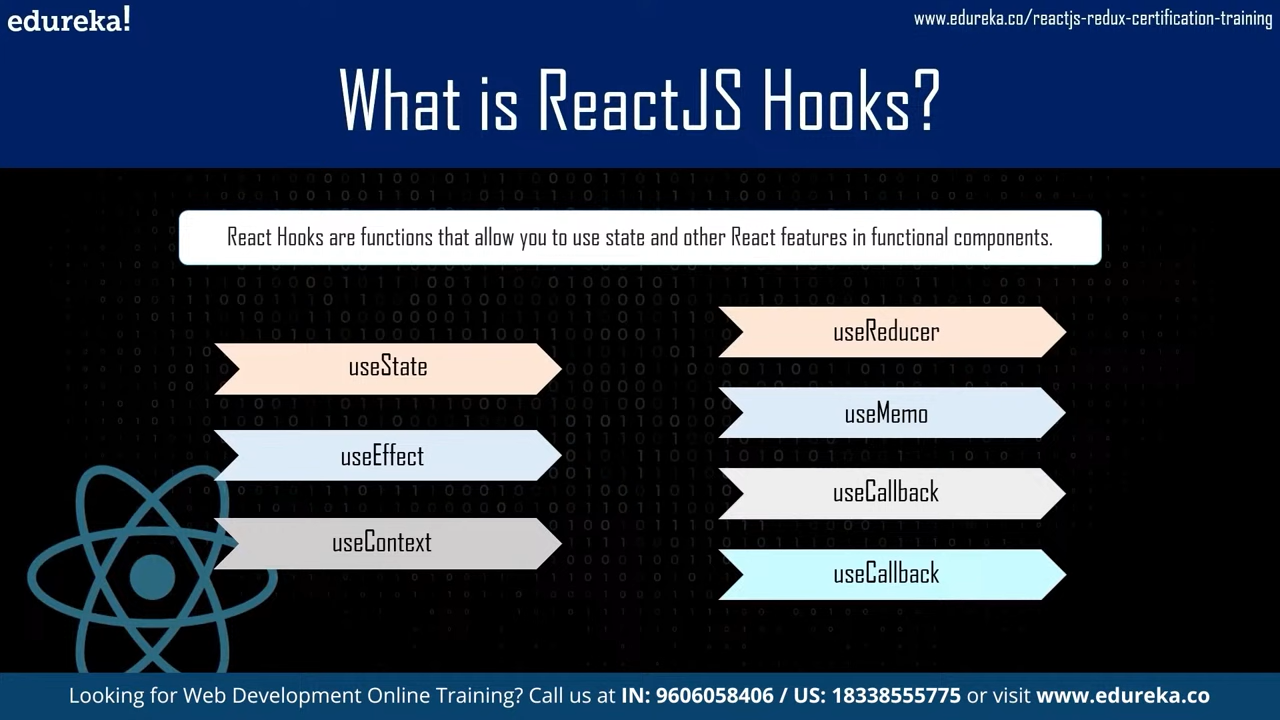 edureka!
www.edureka.co/reactjs-redux-certification-training
What is ReactJS Hooks?
React Hooks are functions that allow you to use state and other React features in functional components.
useState
useEffect
useContext
useReducer
useMemo
useCallback
useCallback
Looking for Web Development Online Training? Call us at IN: 9606058406 / US: 18338555775 or visit www.edureka.co